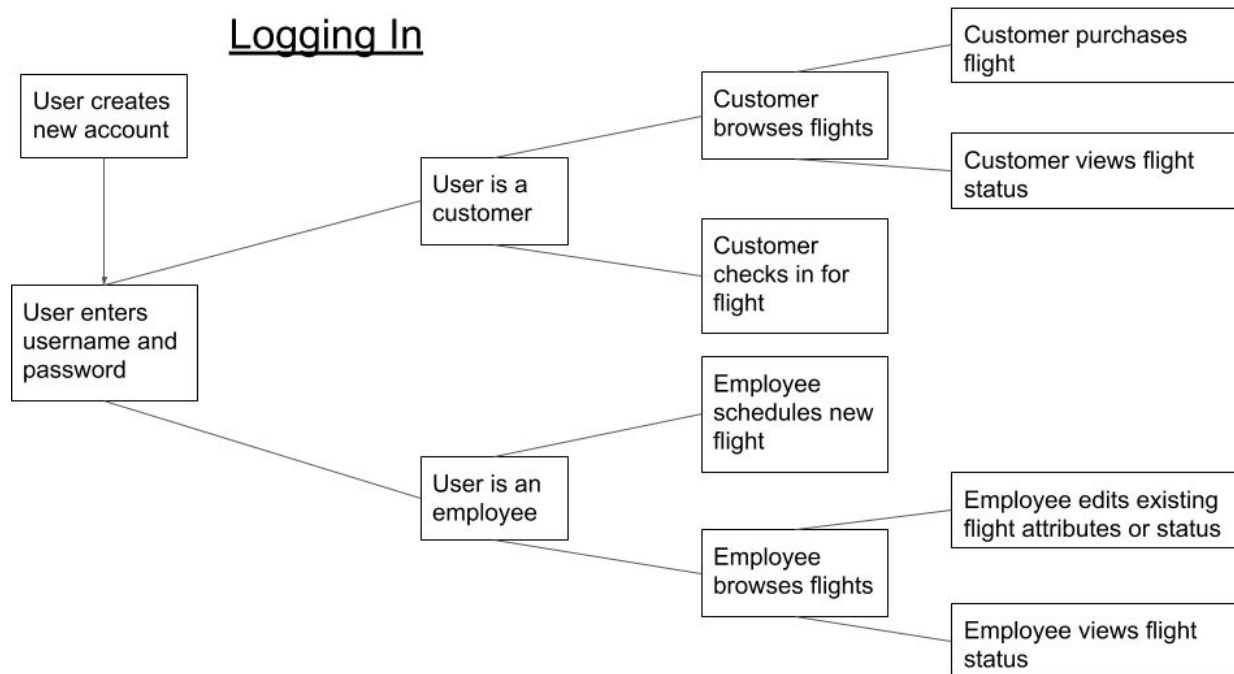 Logging In
User creates
new account
User enters
username and
password
User is a
customer
User is an
employee
Customer
browses flights
Customer
checks in for
flight
Employee
schedules new
flight
Employee
browses flights
Customer purchases
flight
Customer views flight
status
Employee edits existing
flight attributes or status
Employee views flight
status